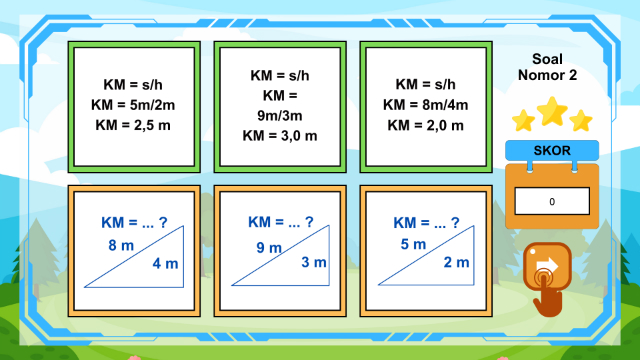 KM = s/h
KM = 5m/2m
KM = 2,5 m
KM = s/h
KM =
9m/3m
KM = 3,0 m
KM = s/h
KM = 8m/4m
KM = 2,0 m
Soal
Nomor 2
SKOR
0
KM = ... ?
8 m
4 m
KM = ... ?
9 m
3 m
KM = ... ?
5 m
2 m